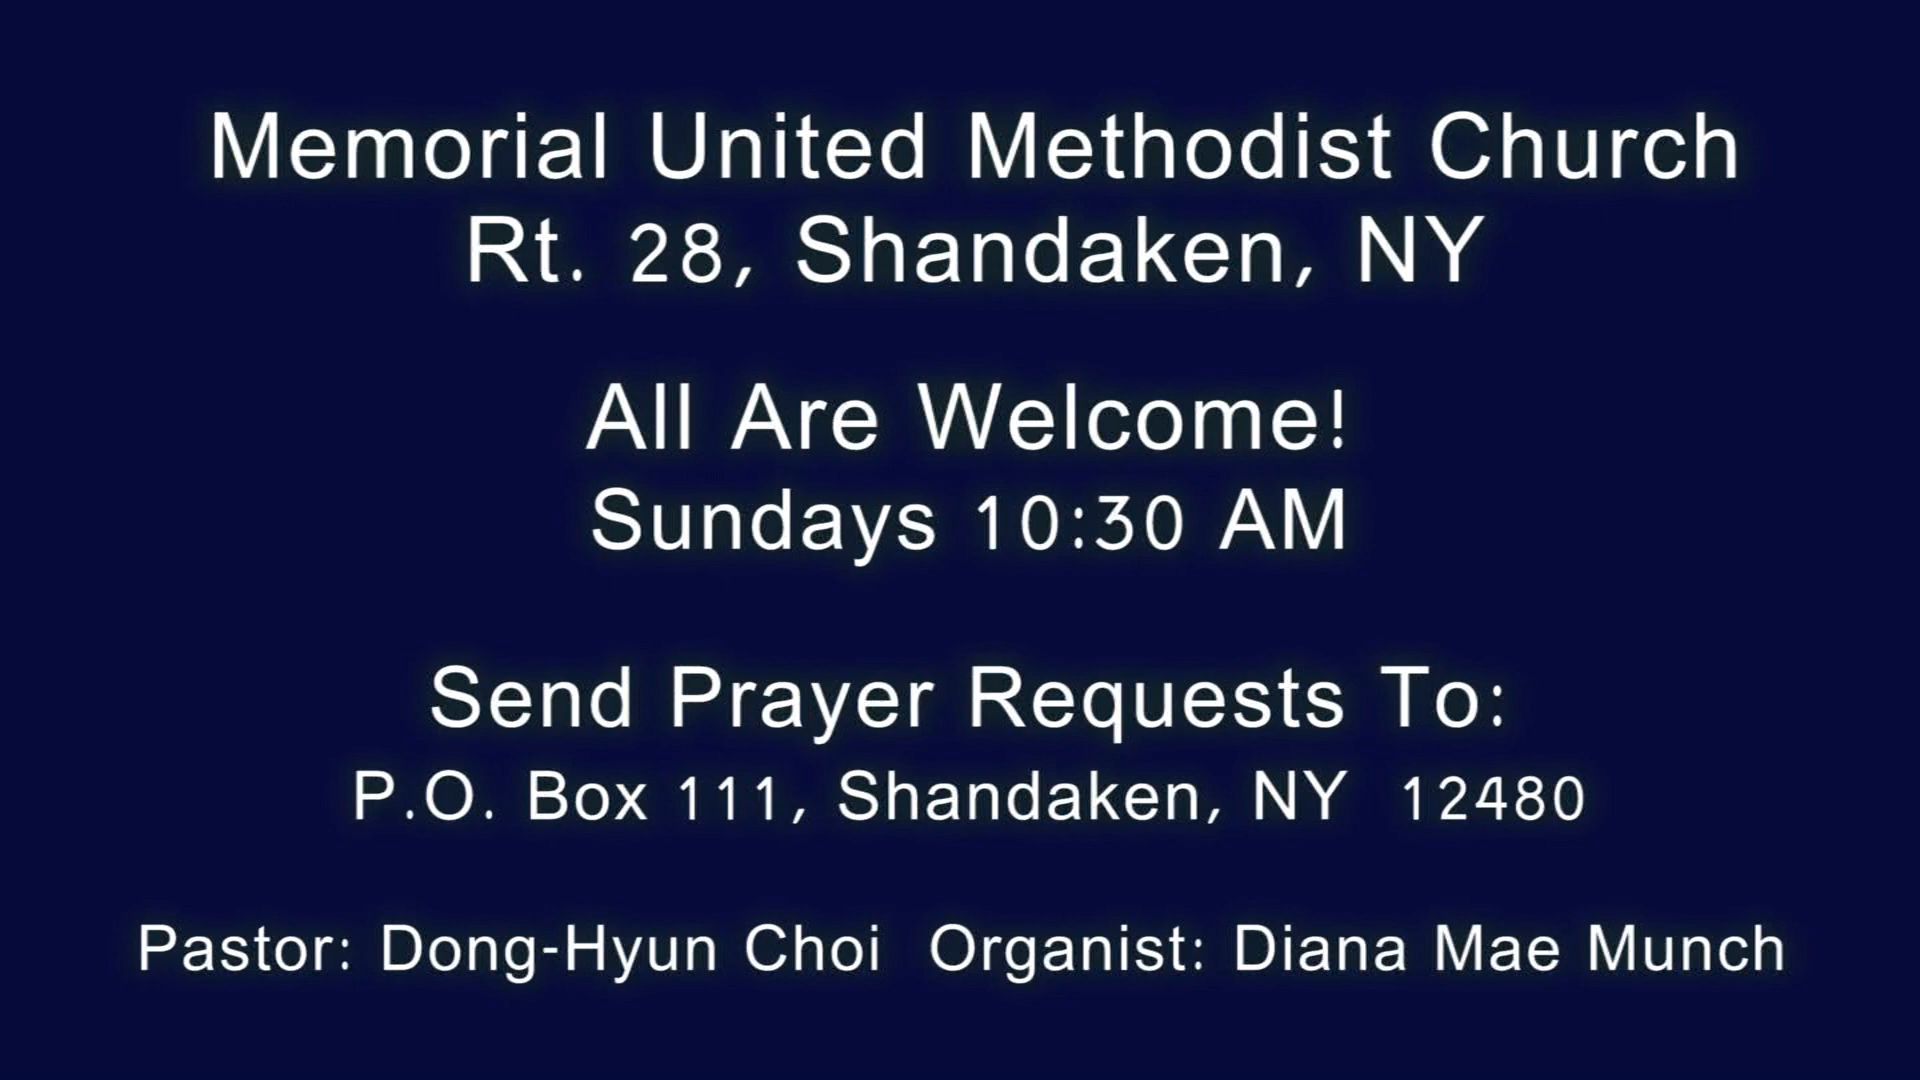 Memorial United Methodist Church
Rt. 28, Shandaken, NY
All Are Welcome!
Sundays 10:30 AM
Send Prayer Requests To:
P.O. Box 111, Shandaken, NY  12480
Pastor: Dong-Hyun Choi  Organist: Diana Mae Munch